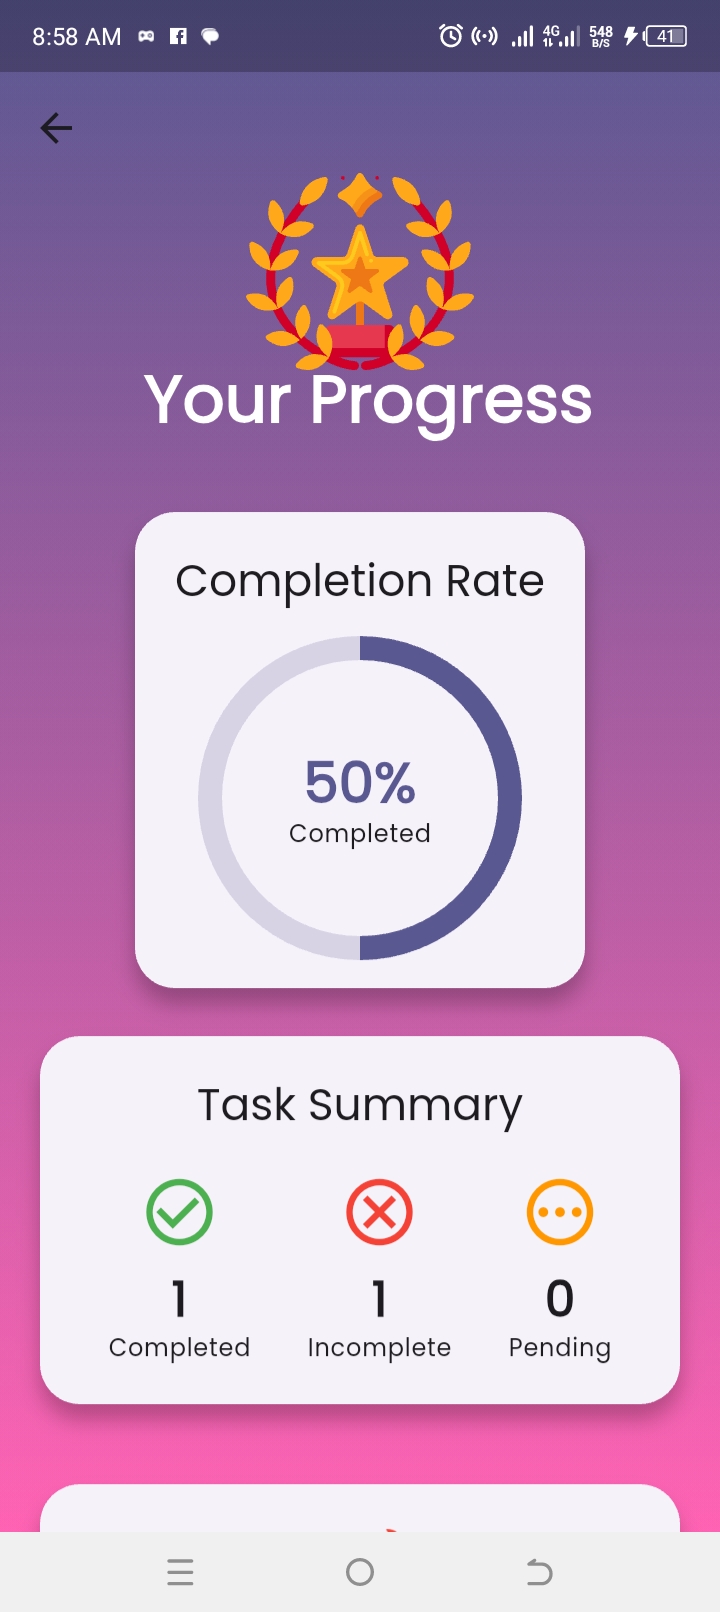 8:58 AM 4G 548 B/S 41
Your Progress
Completion Rate
50%
Completed
Task Summary
1 1 0
Completed Incomplete Pending